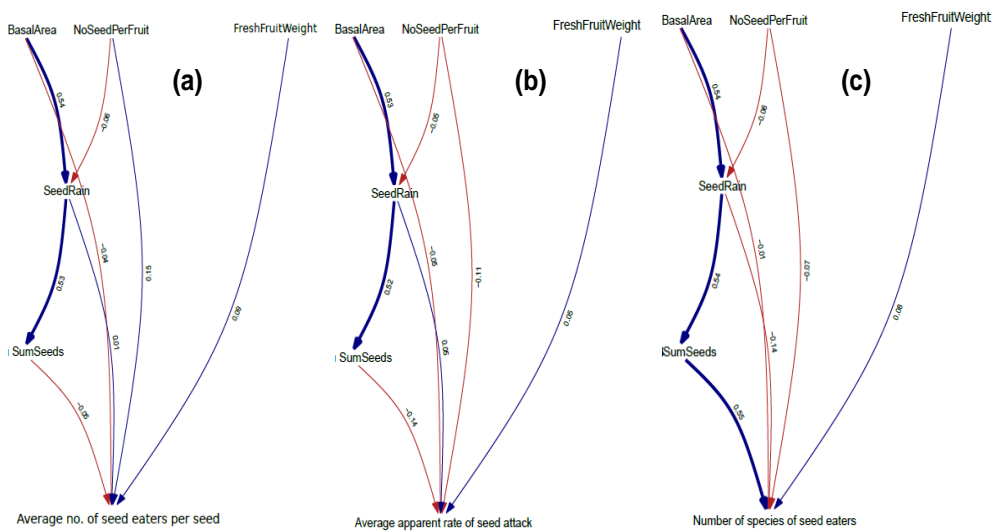 BasalArea NoSeedPerFruit FreshFruitWeight
(a)
0.54
−0.06
SeedRain
−0.04
0.15
0.53
0.09
0.01
SumSeeds
−0.05
Average no. of seed eaters per seed
BasalArea NoSeedPerFruit FreshFruitWeight
(b)
0.53
−0.05
SeedRain
−0.05
−0.11
0.52
0.05
0.05
SumSeeds
−0.14
Average apparent rate of seed attack
BasalArea NoSeedPerFruit FreshFruitWeight
(c)
0.54
−0.06
SeedRain
−0.01
−0.07
0.54
0.08
−0.14
SumSeeds
0.55
Number of species of seed eaters